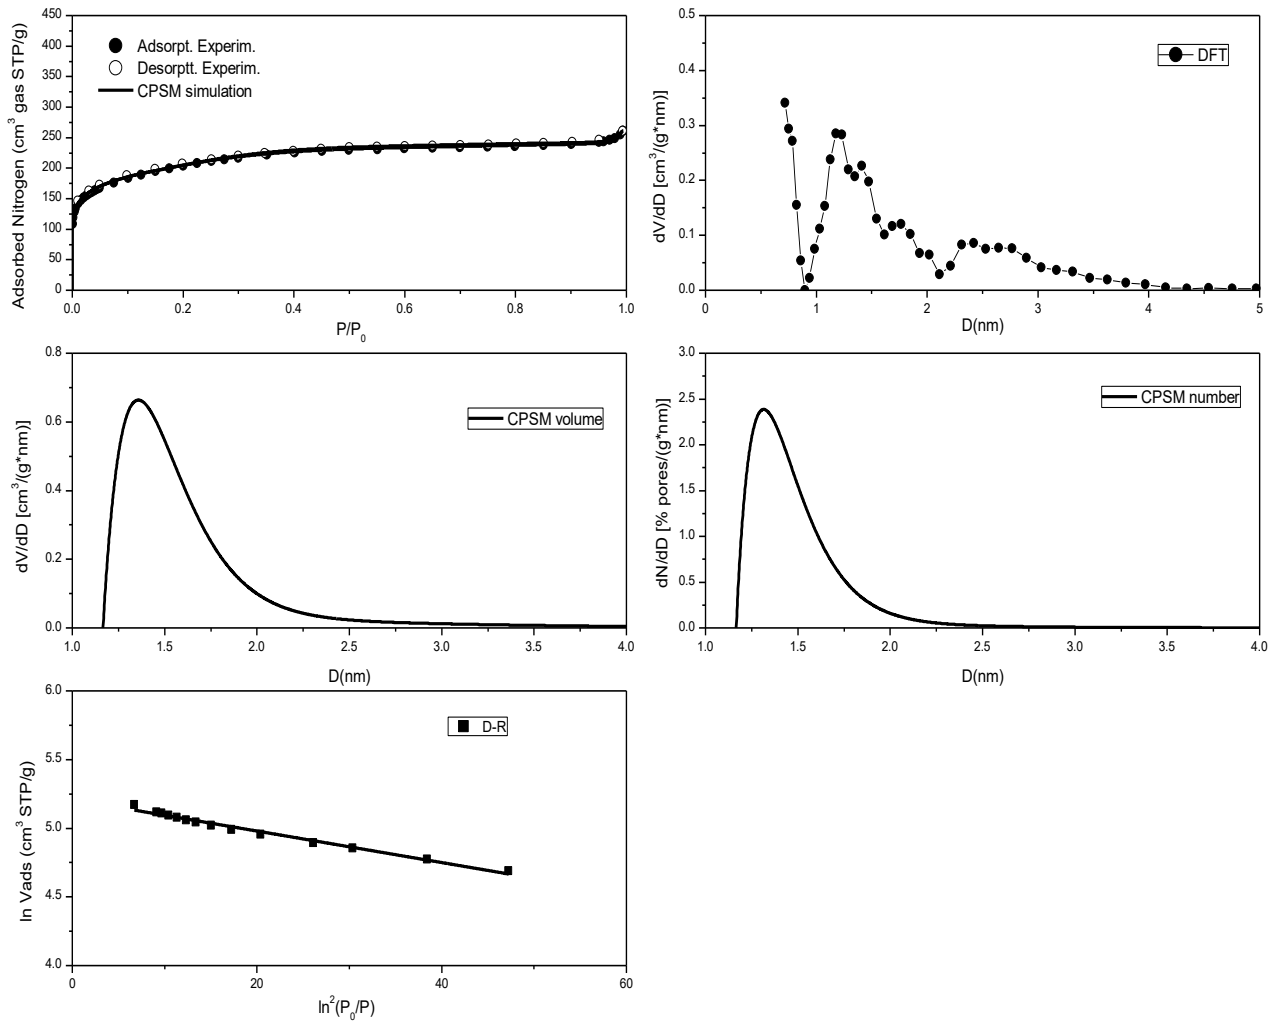 Adsorbed Nitrogen (cm³ gas STP/g)
450
400
350
300
250
200
150
100
50
0
Adsorpt. Experim.
Desorptt. Experim.
CPSM simulation
0.0 0.2 0.4 0.6 0.8 1.0
P/P₀
dV/dD [cm³/(g*nm)]
0.5
0.4
0.3
0.2
0.1
0.0
DFT
0 1 2 3 4 5
D(nm)
dV/dD [cm³/(g*nm)]
0.8
0.6
0.4
0.2
0.0
CPSM volume
1.0 1.5 2.0 2.5 3.0 3.5 4.0
D(nm)
dN/dD [% pores/(g*nm)]
3.0
2.5
2.0
1.5
1.0
0.5
0.0
CPSM number
1.0 1.5 2.0 2.5 3.0 3.5 4.0
D(nm)
ln Vads (cm³ STP/g)
6.0
5.5
5.0
4.5
4.0
D-R
0 20 40 60
ln²(P₀/P)